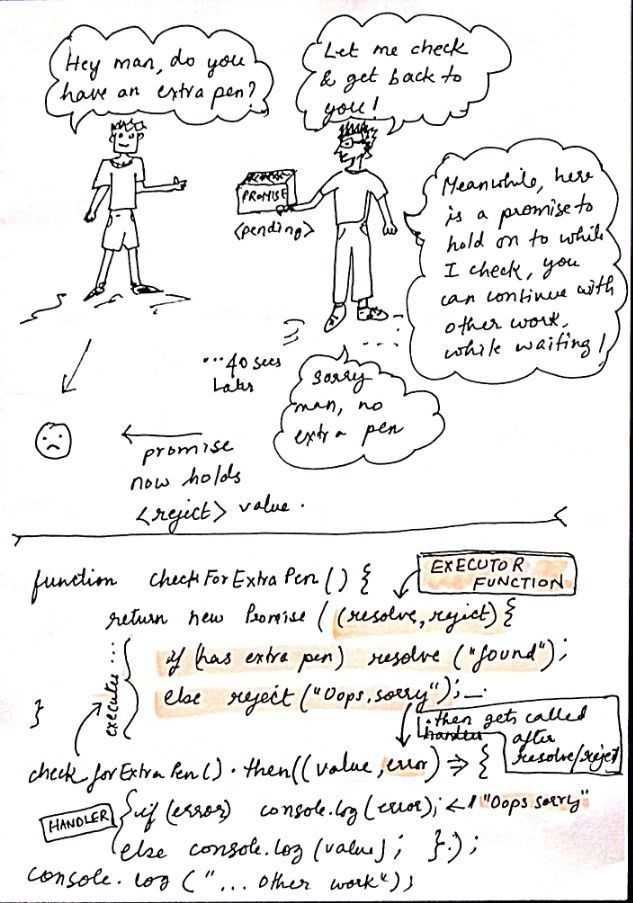 Hey man, do you
have an extra pen?
Let me check
& get back to
you!
PROMISE
<pending>
Meanwhile, here
is a promise to
hold on to while
I check, you
can continue with
other work,
while waiting!
... 40 secs
Later
Sorry
man, no
extra pen
promise
now holds
<reject> value.
function checkForExtraPen() {
EXECUTOR
FUNCTION
return new Promise ((resolve, reject) {
if (has extra pen) resolve ("found");
else reject ("Oops, sorry");
}
executes ...
.then gets called
handler after
resolve/reject
checkforExtraPen().then((value, error) => {
HANDLER
if (error) console.log (error); ← "Oops sorry"
else console.log (value); });
console.log ("... other work");